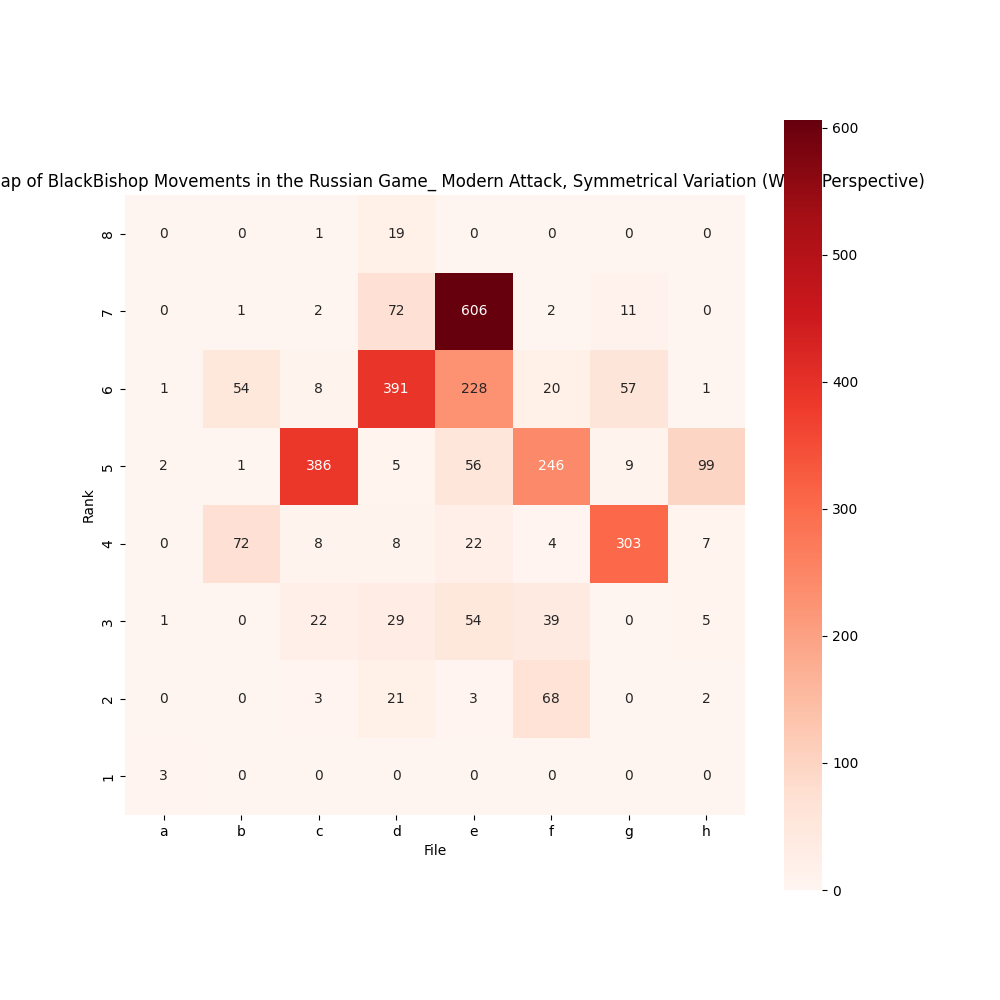 ap of BlackBishop Movements in the Russian Game_ Modern Attack, Symmetrical Variation (W Perspective)
600
500
400
300
200
100
0
Rank
8 0 0 1 19 0 0 0 0
7 0 1 2 72 606 2 11 0
6 1 54 8 391 228 20 57 1
5 2 1 386 5 56 246 9 99
4 0 72 8 8 22 4 303 7
3 1 0 22 29 54 39 0 5
2 0 0 3 21 3 68 0 2
1 3 0 0 0 0 0 0 0
a b c d e f g h
File